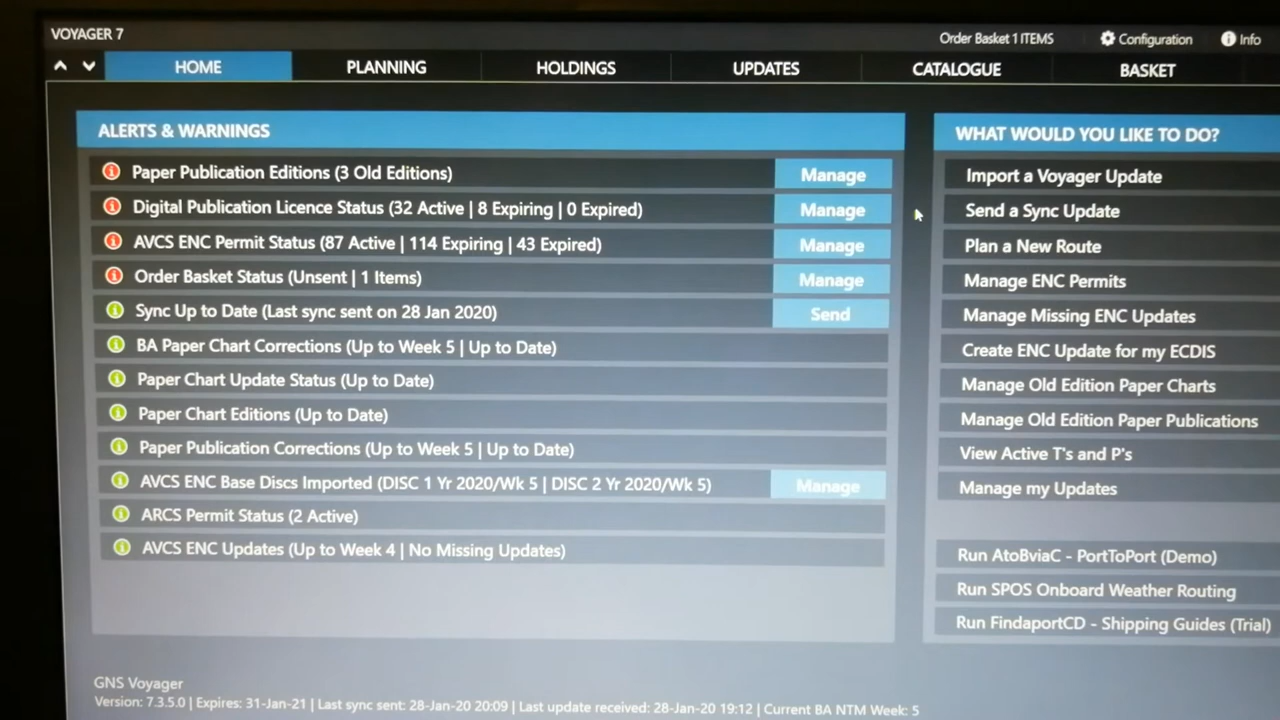 VOYAGER 7
Order Basket 1 ITEMS
Configuration
Info
HOME
PLANNING
HOLDINGS
UPDATES
CATALOGUE
BASKET
ALERTS & WARNINGS
Paper Publication Editions (3 Old Editions) Manage
Digital Publication Licence Status (32 Active | 8 Expiring | 0 Expired) Manage
AVCS ENC Permit Status (87 Active | 114 Expiring | 43 Expired) Manage
Order Basket Status (Unsent | 1 Items) Manage
Sync Up to Date (Last sync sent on 28 Jan 2020) Send
BA Paper Chart Corrections (Up to Week 5 | Up to Date)
Paper Chart Update Status (Up to Date)
Paper Chart Editions (Up to Date)
Paper Publication Corrections (Up to Week 5 | Up to Date)
AVCS ENC Base Discs Imported (DISC 1 Yr 2020/Wk 5 | DISC 2 Yr 2020/Wk 5) Manage
ARCS Permit Status (2 Active)
AVCS ENC Updates (Up to Week 4 | No Missing Updates)
WHAT WOULD YOU LIKE TO DO?
Import a Voyager Update
Send a Sync Update
Plan a New Route
Manage ENC Permits
Manage Missing ENC Updates
Create ENC Update for my ECDIS
Manage Old Edition Paper Charts
Manage Old Edition Paper Publications
View Active T's and P's
Manage my Updates
Run AtoBviaC - PortToPort (Demo)
Run SPOS Onboard Weather Routing
Run FindaportCD - Shipping Guides (Trial)
GNS Voyager
Version: 7.3.5.0 | Expires: 31-Jan-21 | Last sync sent: 28-Jan-20 20:09 | Last update received: 28-Jan-20 19:12 | Current BA NTM Week: 5